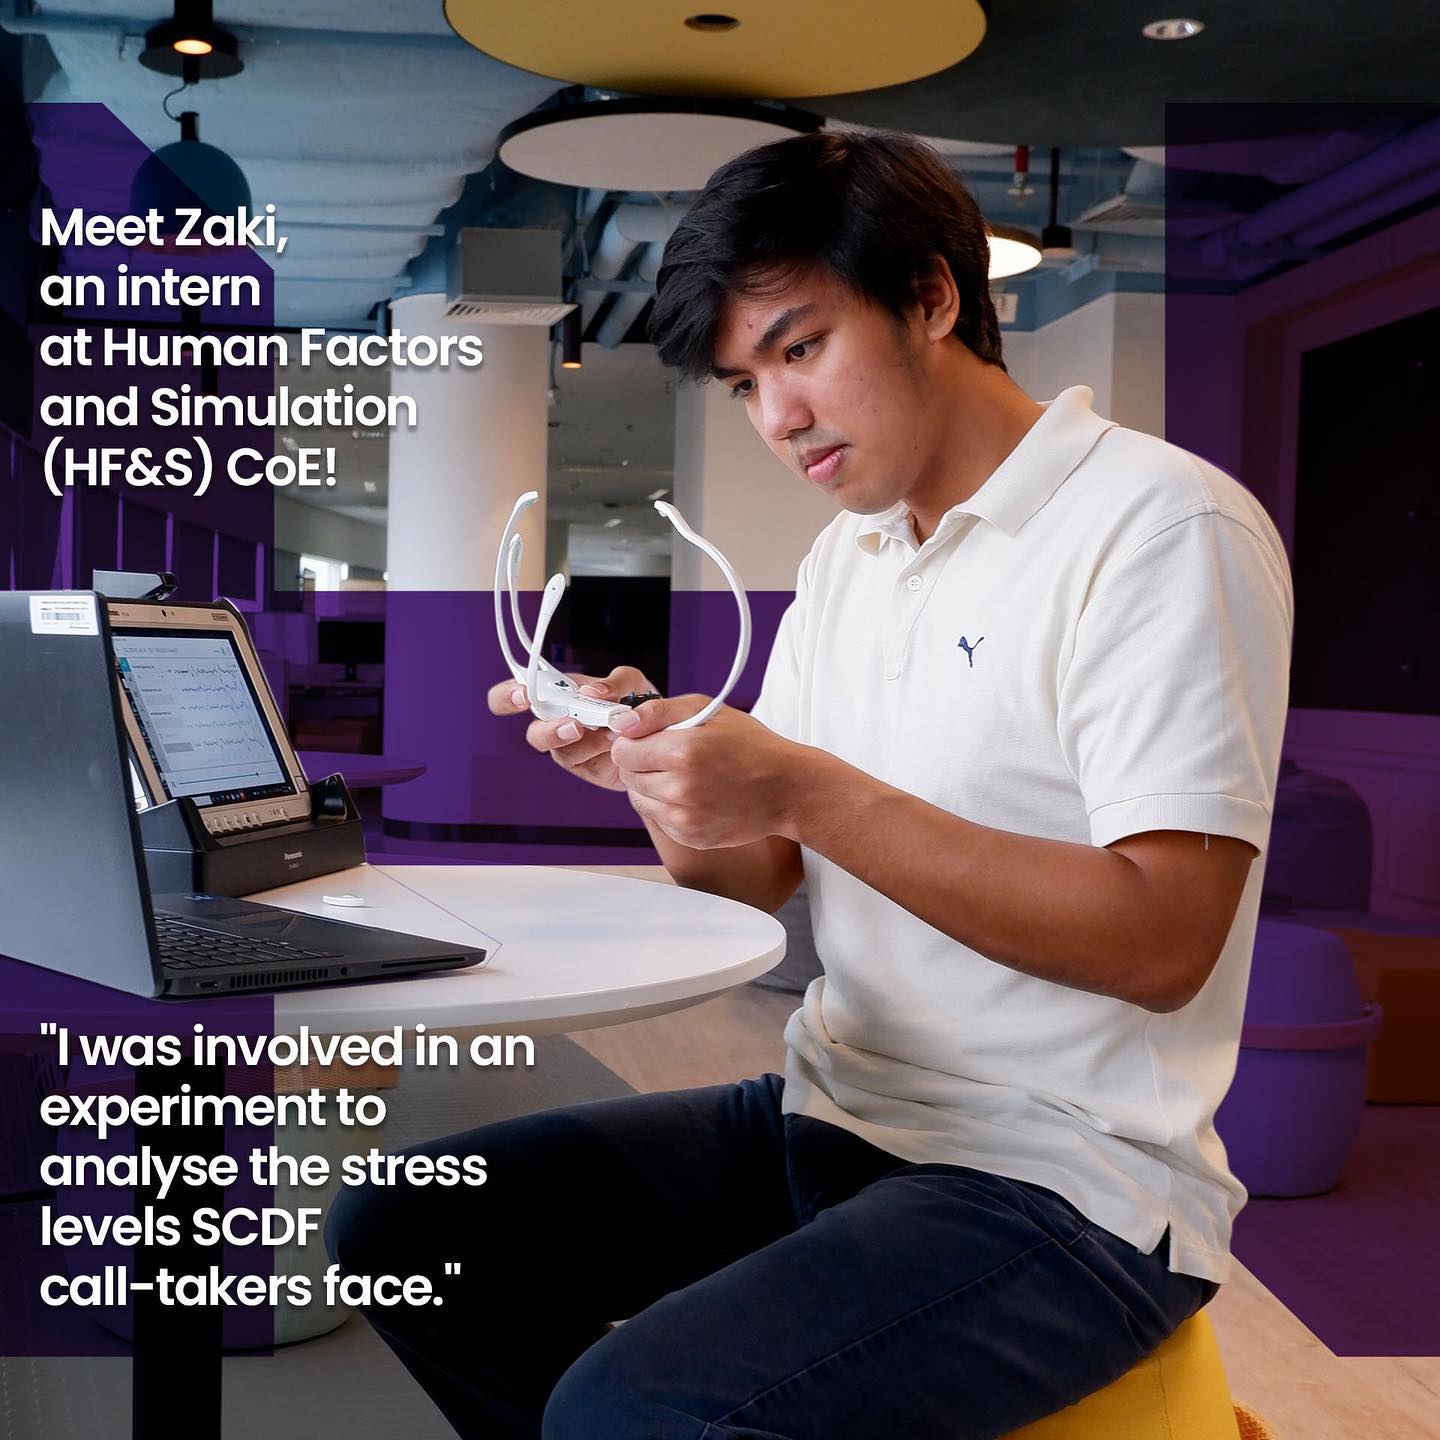 Meet Zaki,
an intern
at Human Factors
and Simulation
(HF&S) CoE!
Panasonic
"I was involved in an
experiment to
analyse the stress
levels SCDF
call-takers face."